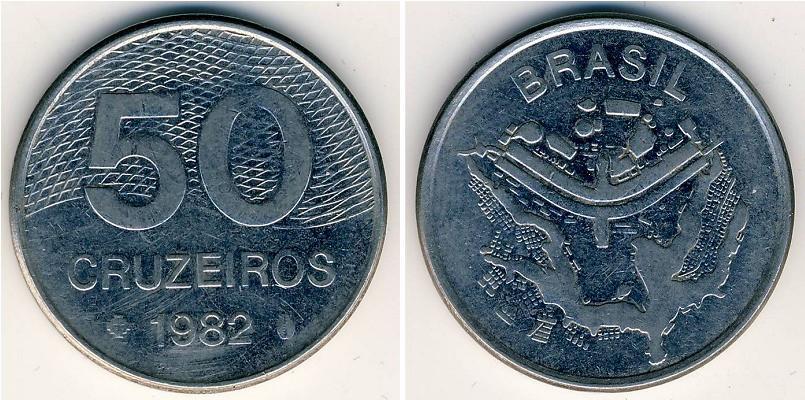 50
CRUZEIROS
1982
BRASIL